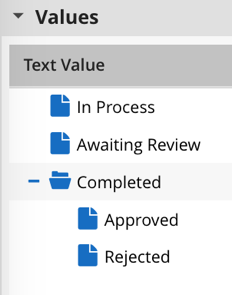 Values
Text Value
In Process
Awaiting Review
Completed
Approved
Rejected